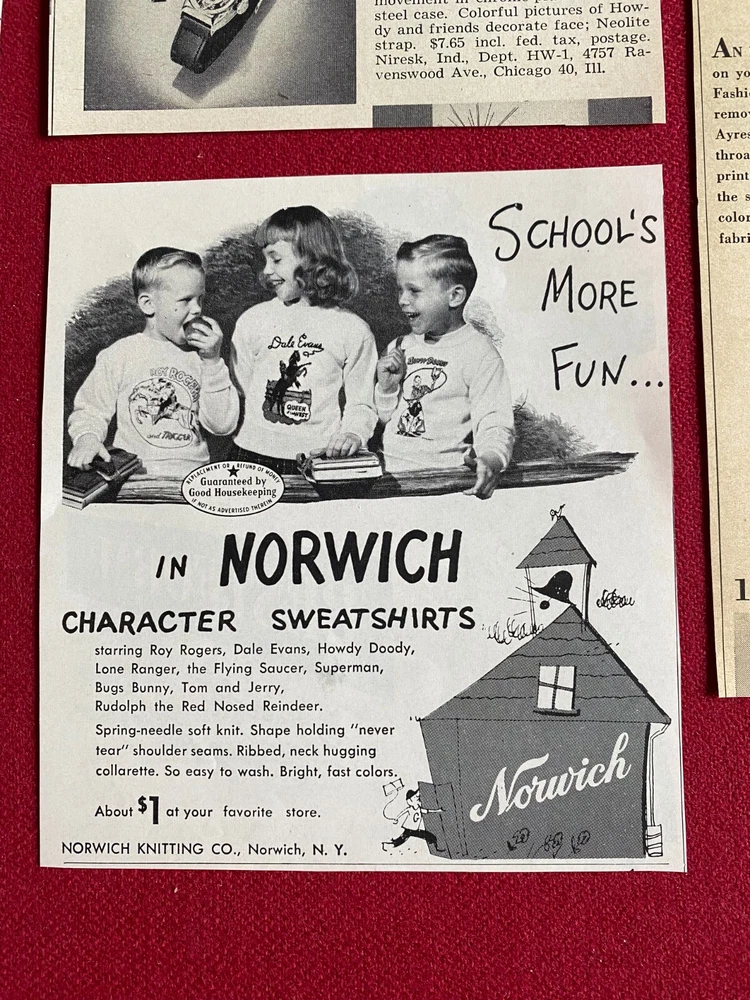 steel case. Colorful pictures of How-
dy and friends decorate face; Neolite
strap. $7.65 incl. fed. tax, postage.
Niresk, Ind., Dept. HW-1, 4757 Ra-
venswood Ave., Chicago 40, Ill.
AN
on yo
Fashi
remov
Ayres
throa
print
the s
color
fabri
SCHOOL'S
MORE
FUN...
ROY ROGERS
and TRIGGER
Dale Evans
QUEEN
of the WEST
HOWDY DOODY
REPLACEMENT OR REFUND OF MONEY
Guaranteed by
Good Housekeeping
IF NOT AS ADVERTISED THEREIN
IN NORWICH
CHARACTER SWEATSHIRTS
starring Roy Rogers, Dale Evans, Howdy Doody,
Lone Ranger, the Flying Saucer, Superman,
Bugs Bunny, Tom and Jerry,
Rudolph the Red Nosed Reindeer.
Spring-needle soft knit. Shape holding "never
tear" shoulder seams. Ribbed, neck hugging
collarette. So easy to wash. Bright, fast colors.
About $1 at your favorite store.
NORWICH KNITTING CO., Norwich, N. Y.
Norwich
G
1